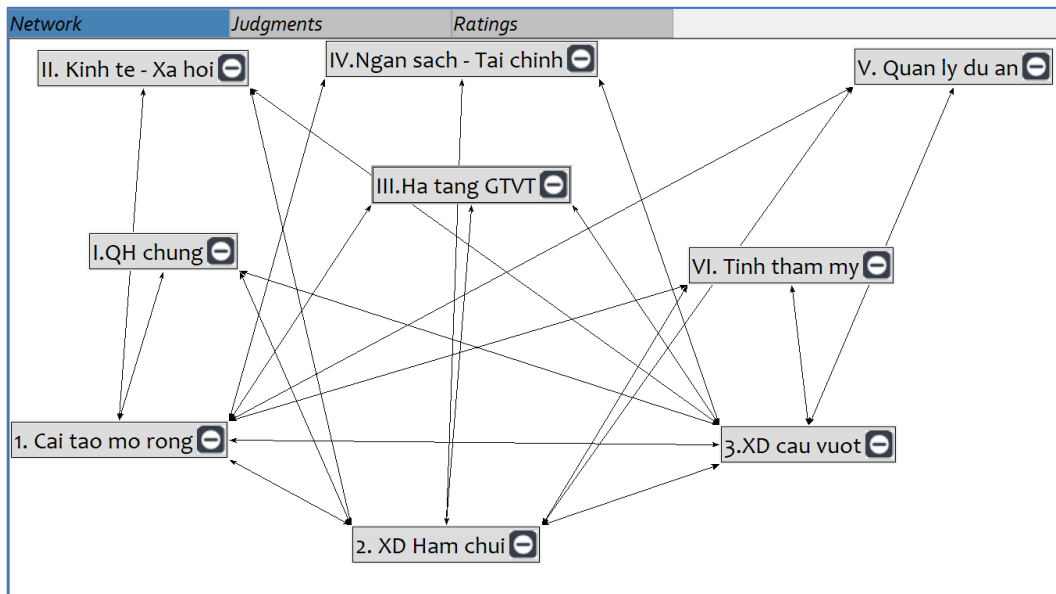 Network Judgments Ratings
II. Kinh te - Xa hoi
IV.Ngan sach - Tai chinh
V. Quan ly du an
III.Ha tang GTVT
I.QH chung
VI. Tinh tham my
1. Cai tao mo rong
3.XD cau vuot
2. XD Ham chui